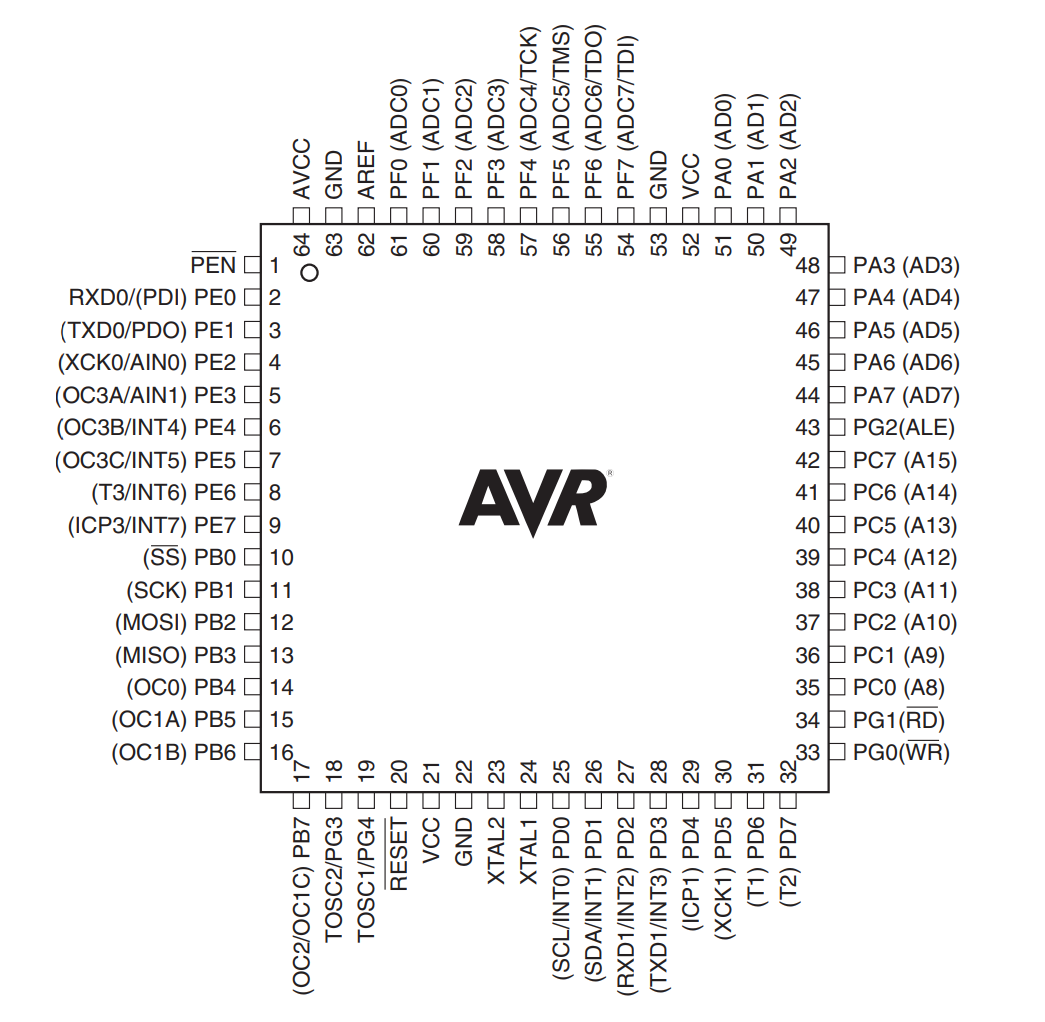 64 AVCC
63 GND
62 AREF
61 PF0 (ADC0)
60 PF1 (ADC1)
59 PF2 (ADC2)
58 PF3 (ADC3)
57 PF4 (ADC4/TCK)
56 PF5 (ADC5/TMS)
55 PF6 (ADC6/TDO)
54 PF7 (ADC7/TDI)
53 GND
52 VCC
51 PA0 (AD0)
50 PA1 (AD1)
49 PA2 (AD2)
PEN 1
RXD0/(PDI) PE0 2
(TXD0/PDO) PE1 3
(XCK0/AIN0) PE2 4
(OC3A/AIN1) PE3 5
(OC3B/INT4) PE4 6
(OC3C/INT5) PE5 7
(T3/INT6) PE6 8
(ICP3/INT7) PE7 9
(SS) PB0 10
(SCK) PB1 11
(MOSI) PB2 12
(MISO) PB3 13
(OC0) PB4 14
(OC1A) PB5 15
(OC1B) PB6 16
AVR®
48 PA3 (AD3)
47 PA4 (AD4)
46 PA5 (AD5)
45 PA6 (AD6)
44 PA7 (AD7)
43 PG2(ALE)
42 PC7 (A15)
41 PC6 (A14)
40 PC5 (A13)
39 PC4 (A12)
38 PC3 (A11)
37 PC2 (A10)
36 PC1 (A9)
35 PC0 (A8)
34 PG1(RD)
33 PG0(WR)
(OC2/OC1C) PB7 17
TOSC2/PG3 18
TOSC1/PG4 19
RESET 20
VCC 21
GND 22
XTAL2 23
XTAL1 24
(SCL/INT0) PD0 25
(SDA/INT1) PD1 26
(RXD1/INT2) PD2 27
(TXD1/INT3) PD3 28
(ICP1) PD4 29
(XCK1) PD5 30
(T1) PD6 31
(T2) PD7 32